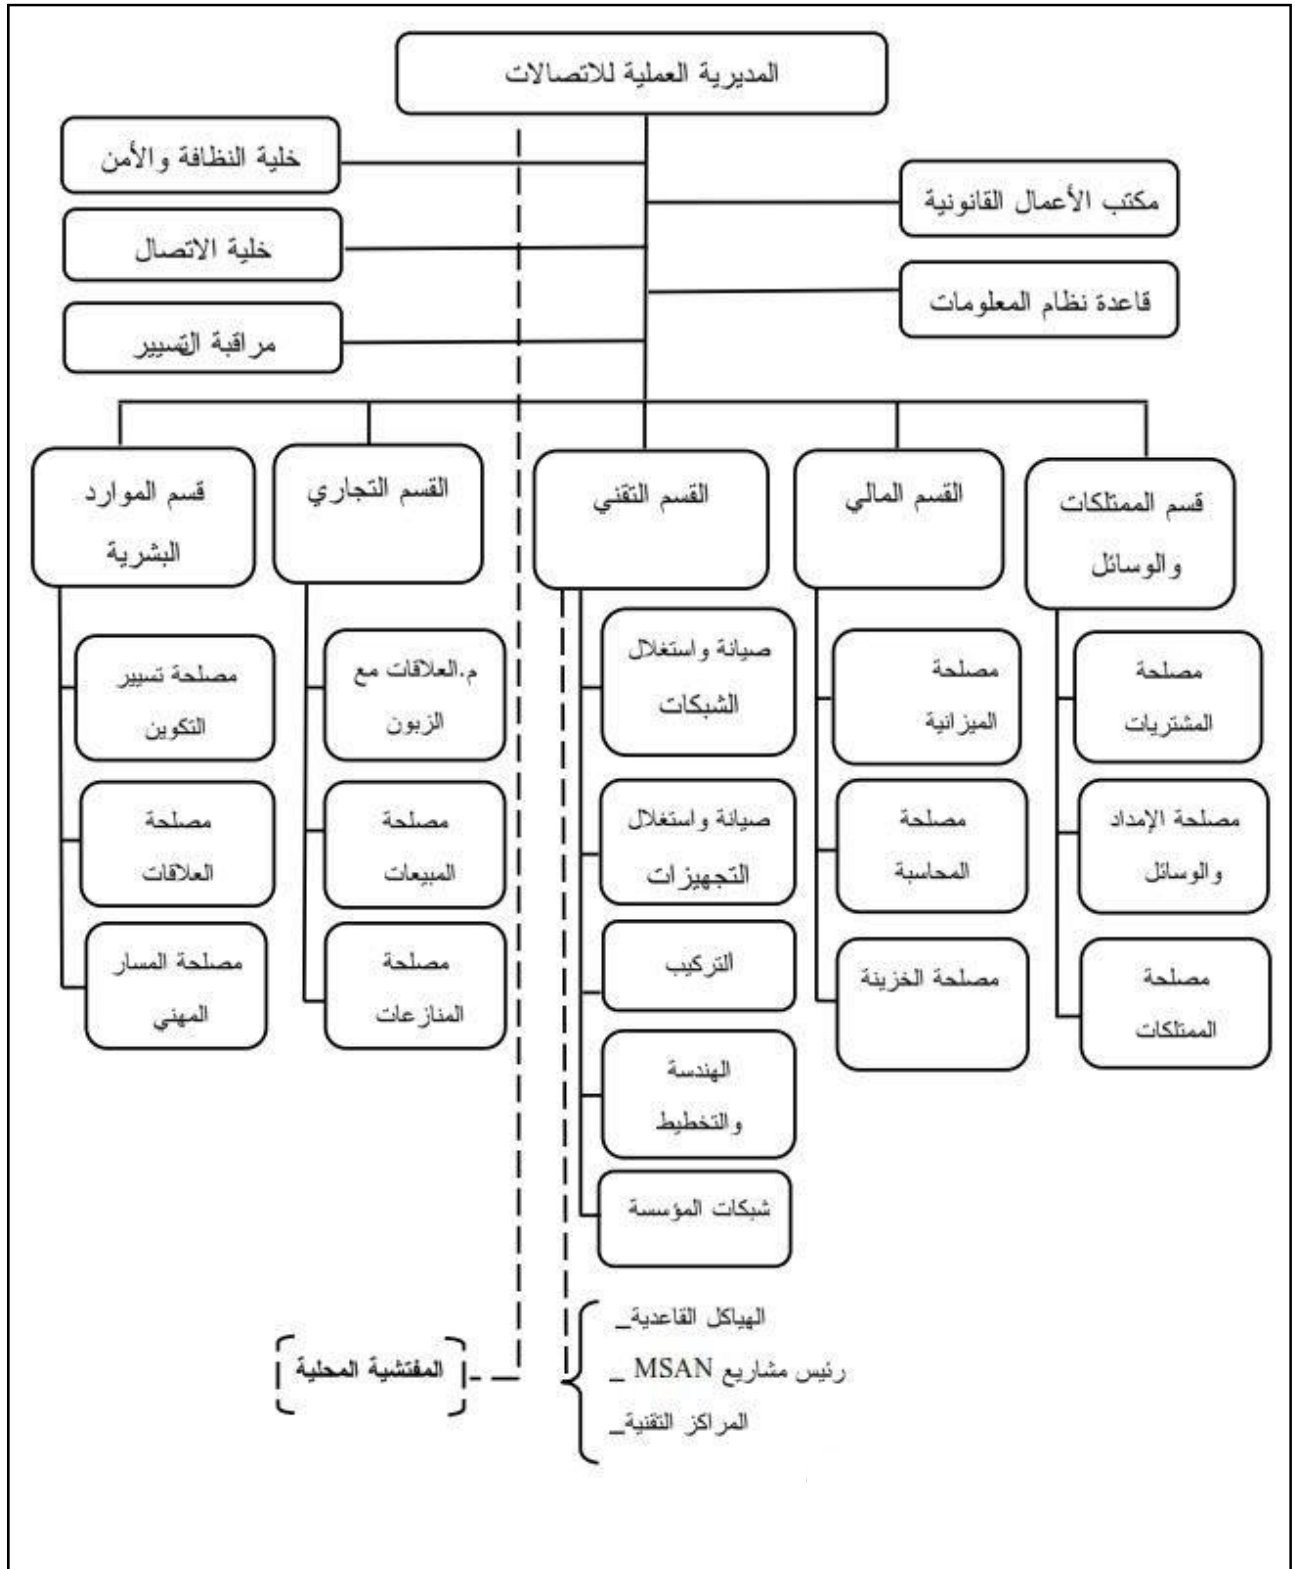 المديرية العملية للاتصالات
خلية النظافة والأمن
مكتب الأعمال القانونية
خلية الاتصال
قاعدة نظام المعلومات
مراقبة التسيير
قسم الممتلكات
والوسائل
القسم المالي
القسم التقني
القسم التجاري
قسم الموارد
البشرية
مصلحة
المشتريات
مصلحة الإمداد
والوسائل
مصلحة
الممتلكات
مصلحة
الميزانية
مصلحة
المحاسبة
مصلحة الخزينة
صيانة واستغلال
الشبكات
صيانة واستغلال
التجهيزات
التركيب
الهندسة
والتخطيط
شبكات المؤسسة
م.العلاقات مع
الزبون
مصلحة
المبيعات
مصلحة
المنازعات
مصلحة تسيير
التكوين
مصلحة
العلاقات
مصلحة المسار
المهني
الهياكل القاعدية_
رئيس مشاريع MSAN _
المراكز التقنية_
المفتشية المحلية